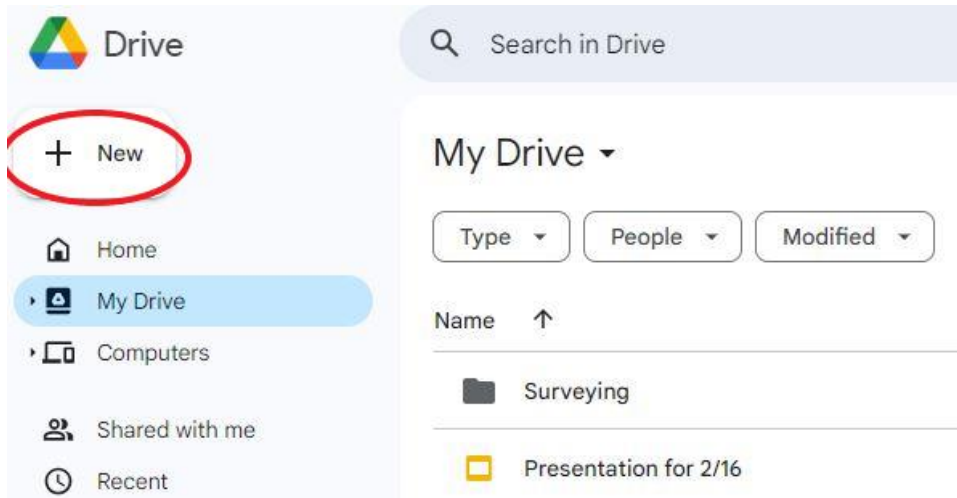 Drive
Search in Drive
New
My Drive
Type
People
Modified
Home
My Drive
Computers
Shared with me
Recent
Name
Surveying
Presentation for 2/16